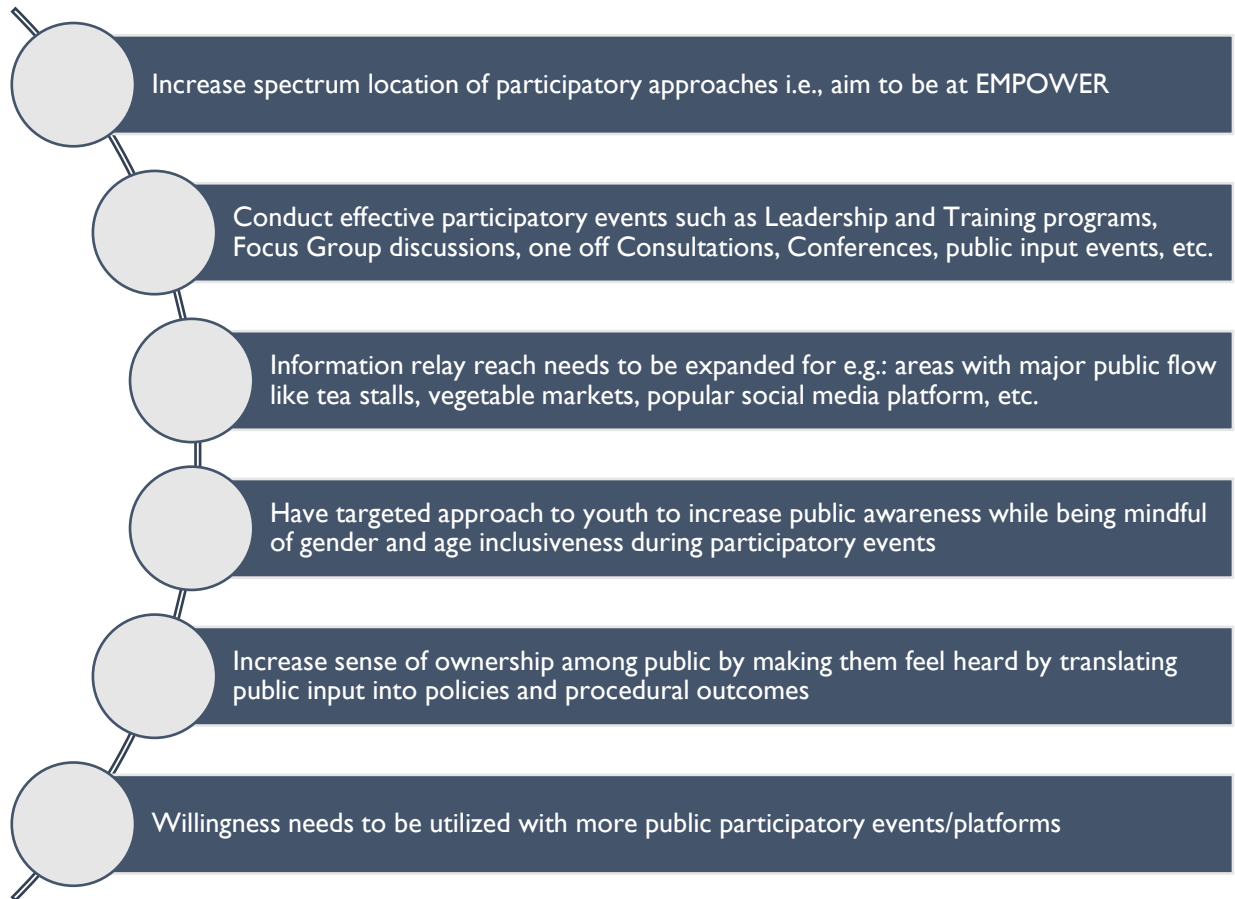 Increase spectrum location of participatory approaches i.e., aim to be at EMPOWER
Conduct effective participatory events such as Leadership and Training programs,
Focus Group discussions, one off Consultations, Conferences, public input events, etc.
Information relay reach needs to be expanded for e.g.: areas with major public flow
like tea stalls, vegetable markets, popular social media platform, etc.
Have targeted approach to youth to increase public awareness while being mindful
of gender and age inclusiveness during participatory events
Increase sense of ownership among public by making them feel heard by translating
public input into policies and procedural outcomes
Willingness needs to be utilized with more public participatory events/platforms